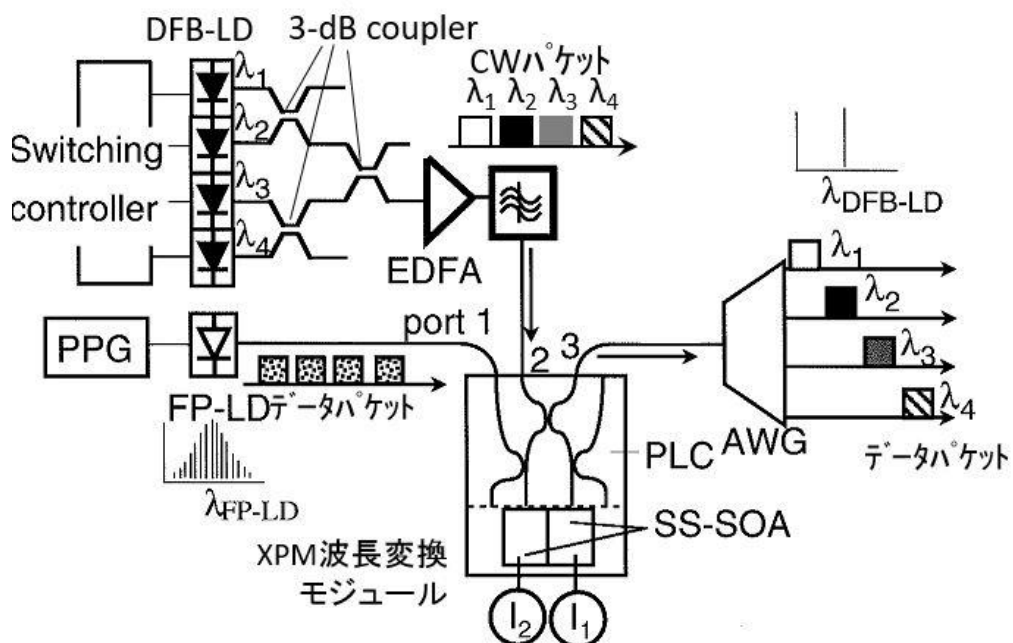 DFB-LD
3-dB coupler
CWパケット
λ1 λ2 λ3 λ4
λ1
λ2
λ3
λ4
Switching
controller
EDFA
λDFB-LD
λ1
λ2
λ3
λ4
AWG
データパケット
PPG
port 1
2
3
FP-LDデータパケット
λFP-LD
PLC
SS-SOA
XPM波長変換
モジュール
I2
I1